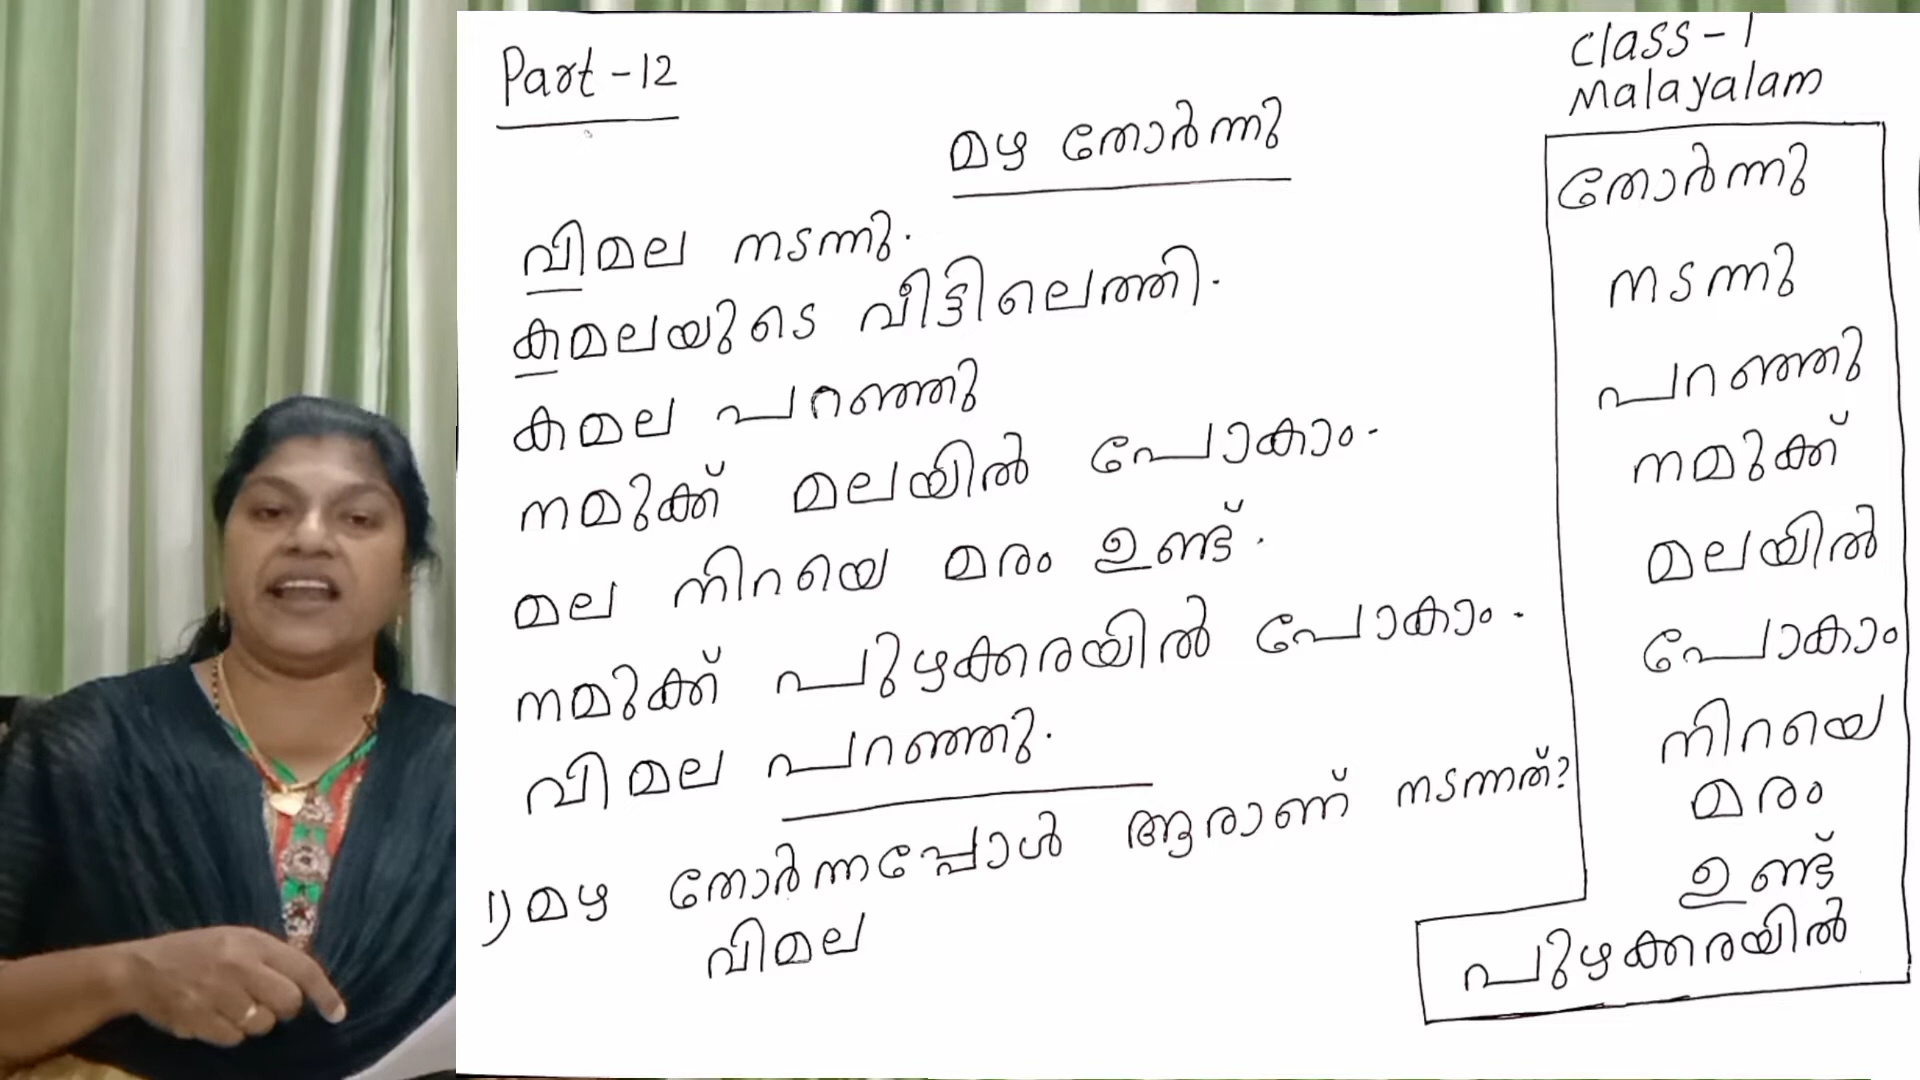 Part - 12
Class - 1
Malayalam
മഴ തോർന്നു
വിമല നടന്നു.
കമലയുടെ വീട്ടിലെത്തി.
കമല പറഞ്ഞു
നമുക്ക് മലയിൽ പോകാം.
മല നിറയെ മരം ഉണ്ട്.
നമുക്ക് പുഴക്കരയിൽ പോകാം.
വിമല പറഞ്ഞു.
1) മഴ തോർന്നപ്പോൾ ആരാണ് നടന്നത്?
വിമല
തോർന്നു
നടന്നു
പറഞ്ഞു
നമുക്ക്
മലയിൽ
പോകാം
നിറയെ
മരം
ഉണ്ട്
പുഴക്കരയിൽ